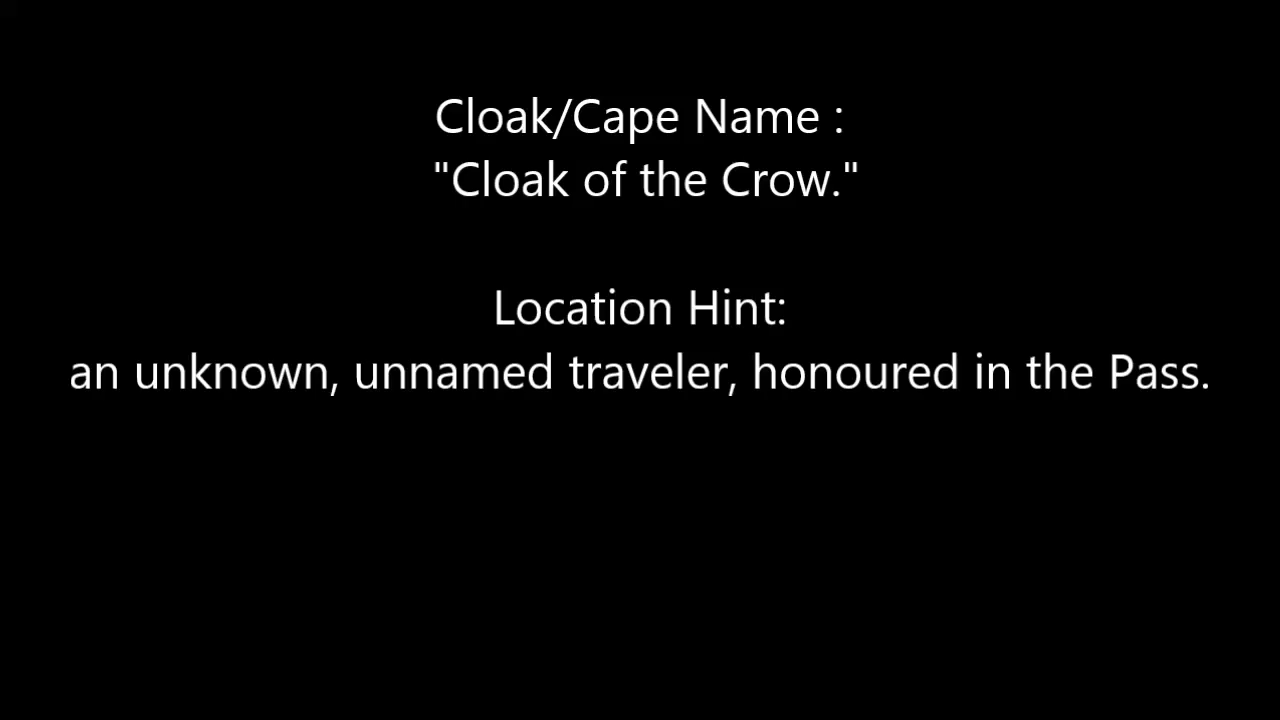 Cloak/Cape Name :
"Cloak of the Crow."
Location Hint:
an unknown, unnamed traveler, honoured in the Pass.